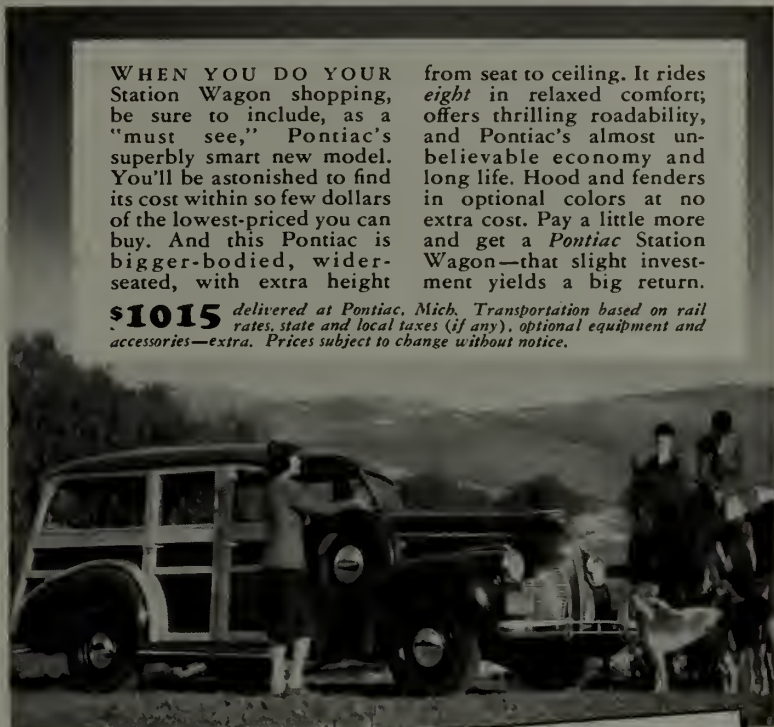 WHEN YOU DO YOUR
Station Wagon shopping,
be sure to include, as a
"must see," Pontiac's
superbly smart new model.
You'll be astonished to find
its cost within so few dollars
of the lowest-priced you can
buy. And this Pontiac is
bigger-bodied, wider-
seated, with extra height
from seat to ceiling. It rides
eight in relaxed comfort;
offers thrilling roadability,
and Pontiac's almost un-
believable economy and
long life. Hood and fenders
in optional colors at no
extra cost. Pay a little more
and get a Pontiac Station
Wagon—that slight invest-
ment yields a big return.
$1015 delivered at Pontiac, Mich. Transportation based on rail
rates, state and local taxes (if any), optional equipment and
accessories—extra. Prices subject to change without notice.